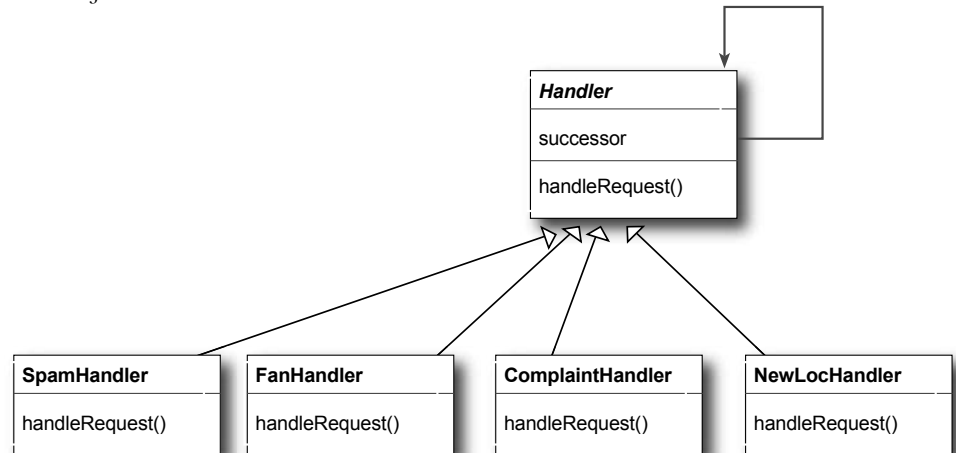 Handler
successor
handleRequest()
SpamHandler
FanHandler
ComplaintHandler
NewLocHandler
handleRequest()
handleRequest()
handleRequest()
handleRequest()